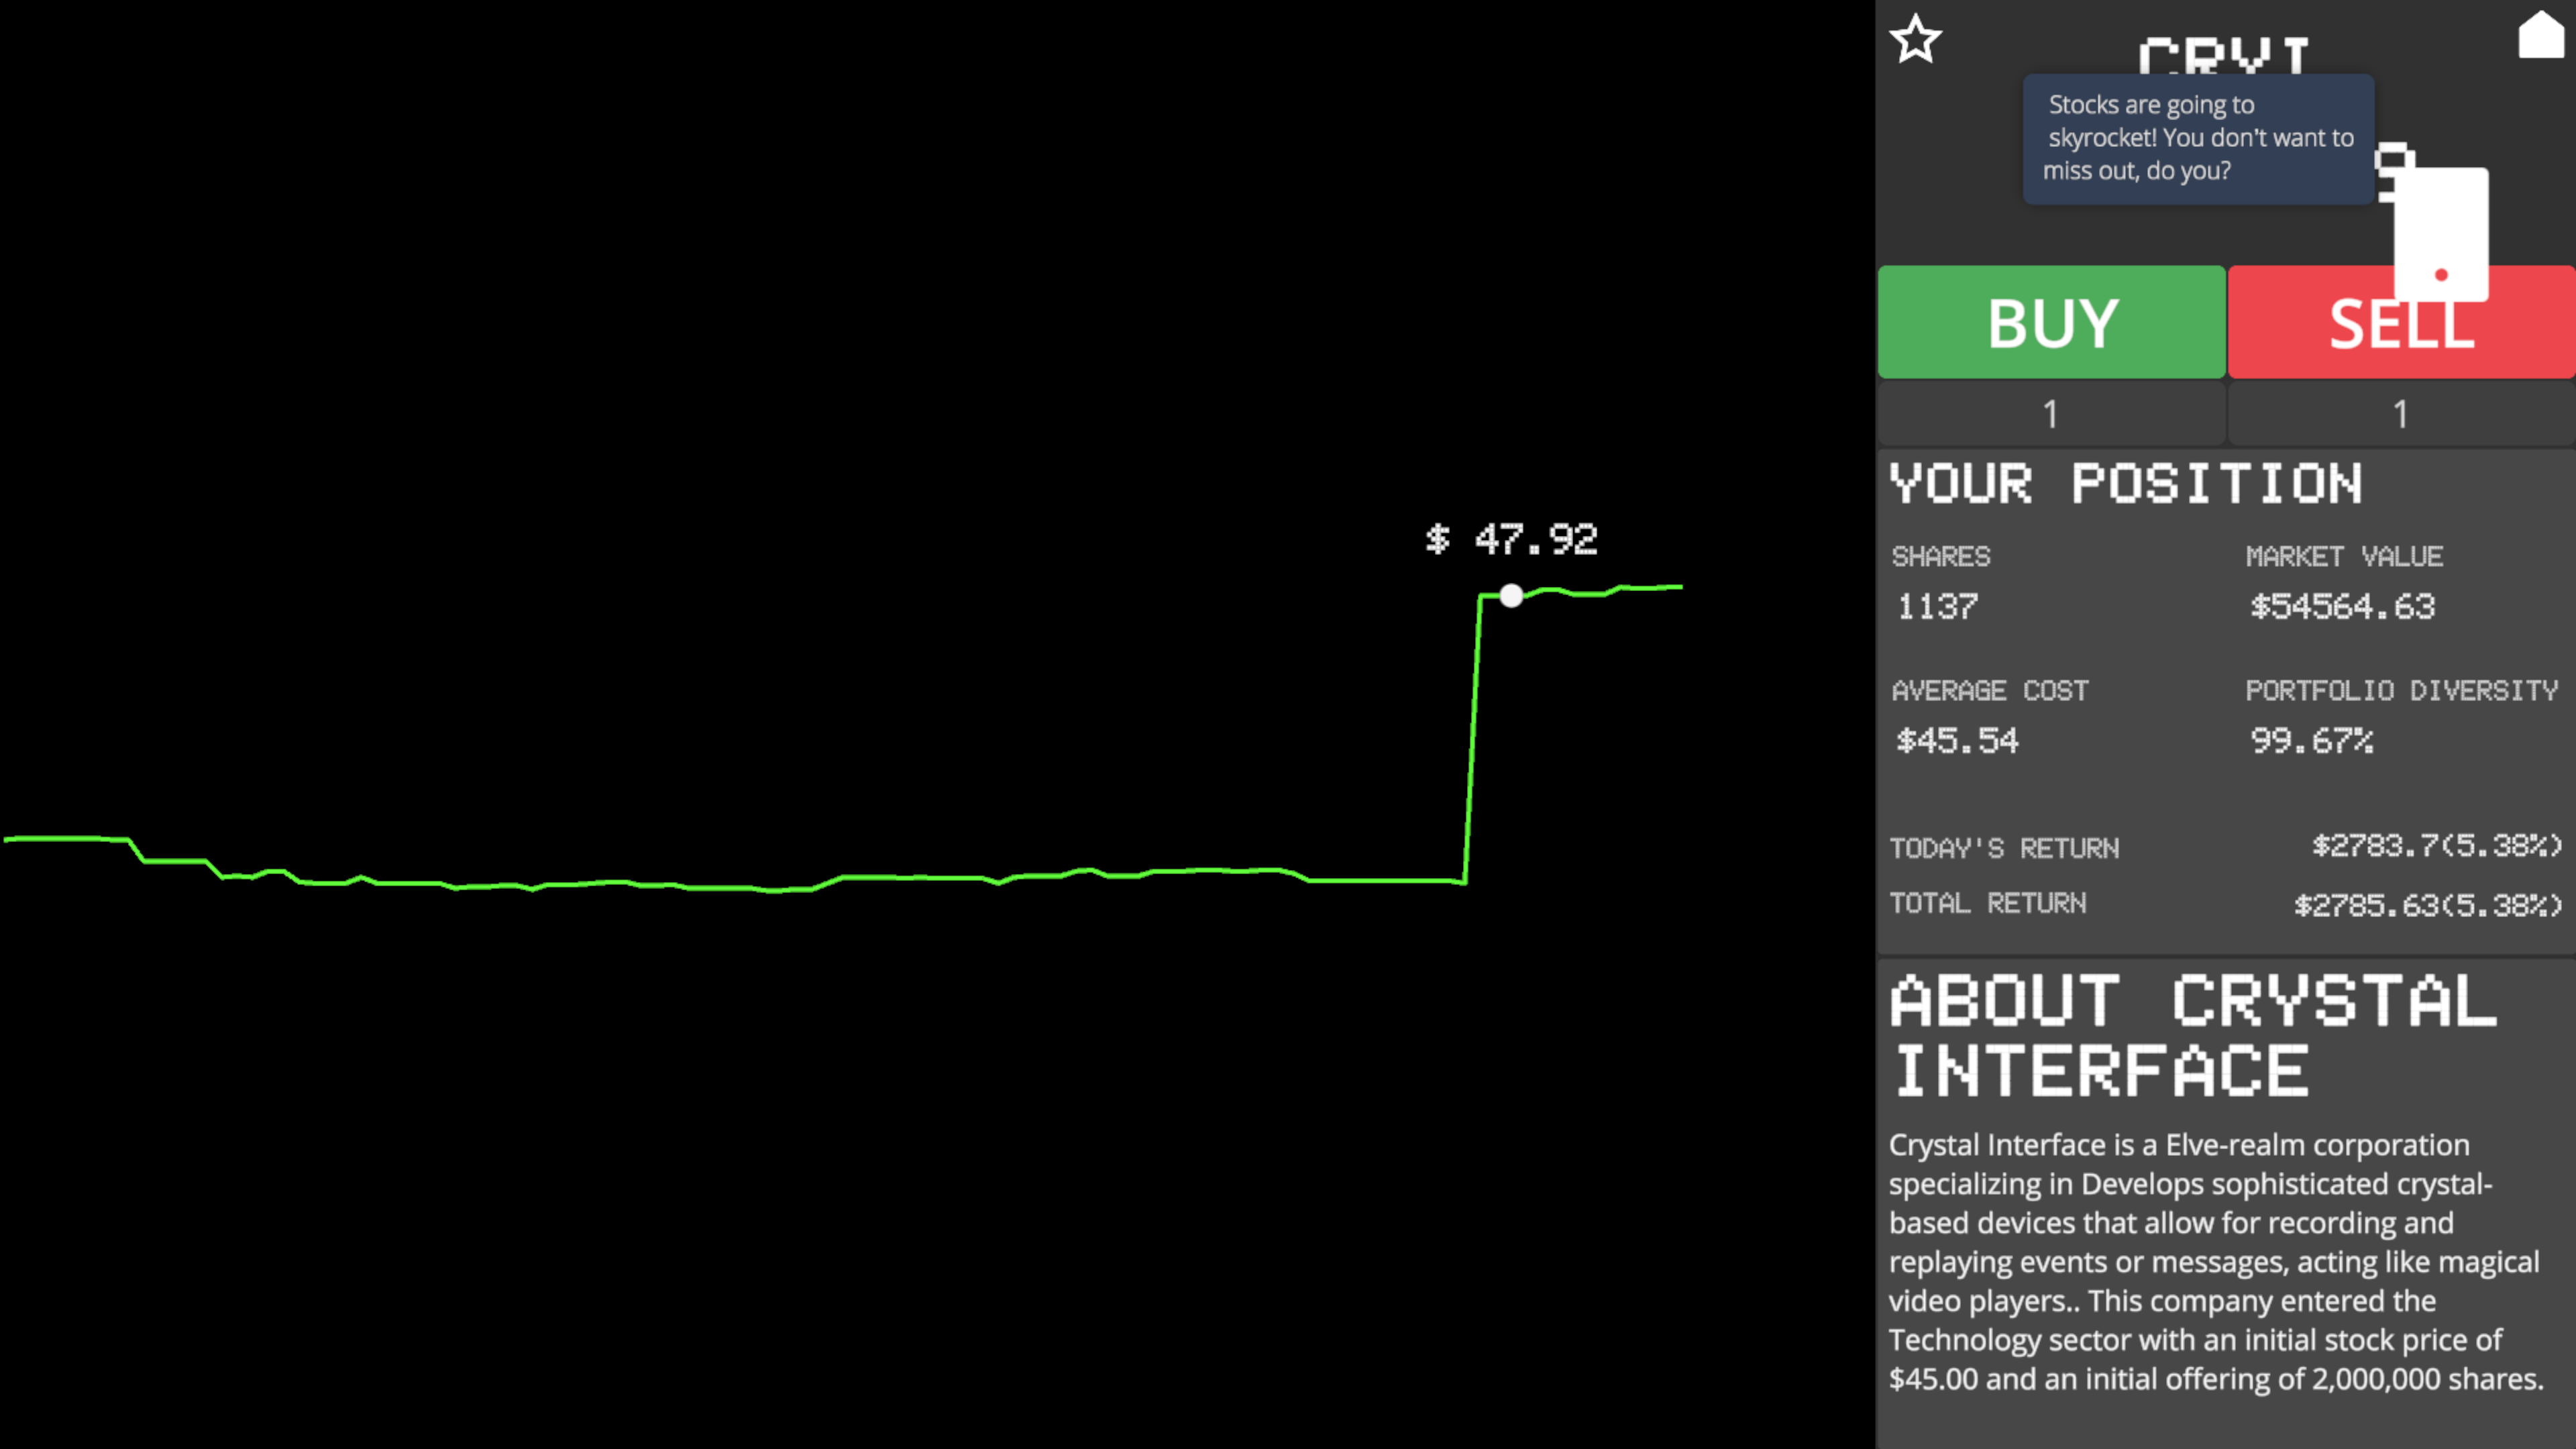 CRYI
Stocks are going to
skyrocket! You don't want to
miss out, do you?
BUY
SELL
1
1
$ 47.92
YOUR POSITION
SHARES
MARKET VALUE
1137
$54564.63
AVERAGE COST
PORTFOLIO DIVERSITY
$45.54
99.67%
TODAY'S RETURN
$2783.7(5.38%)
TOTAL RETURN
$2785.63(5.38%)
ABOUT CRYSTAL
INTERFACE
Crystal Interface is a Elve-realm corporation
specializing in Develops sophisticated crystal-
based devices that allow for recording and
replaying events or messages, acting like magical
video players.. This company entered the
Technology sector with an initial stock price of
$45.00 and an initial offering of 2,000,000 shares.